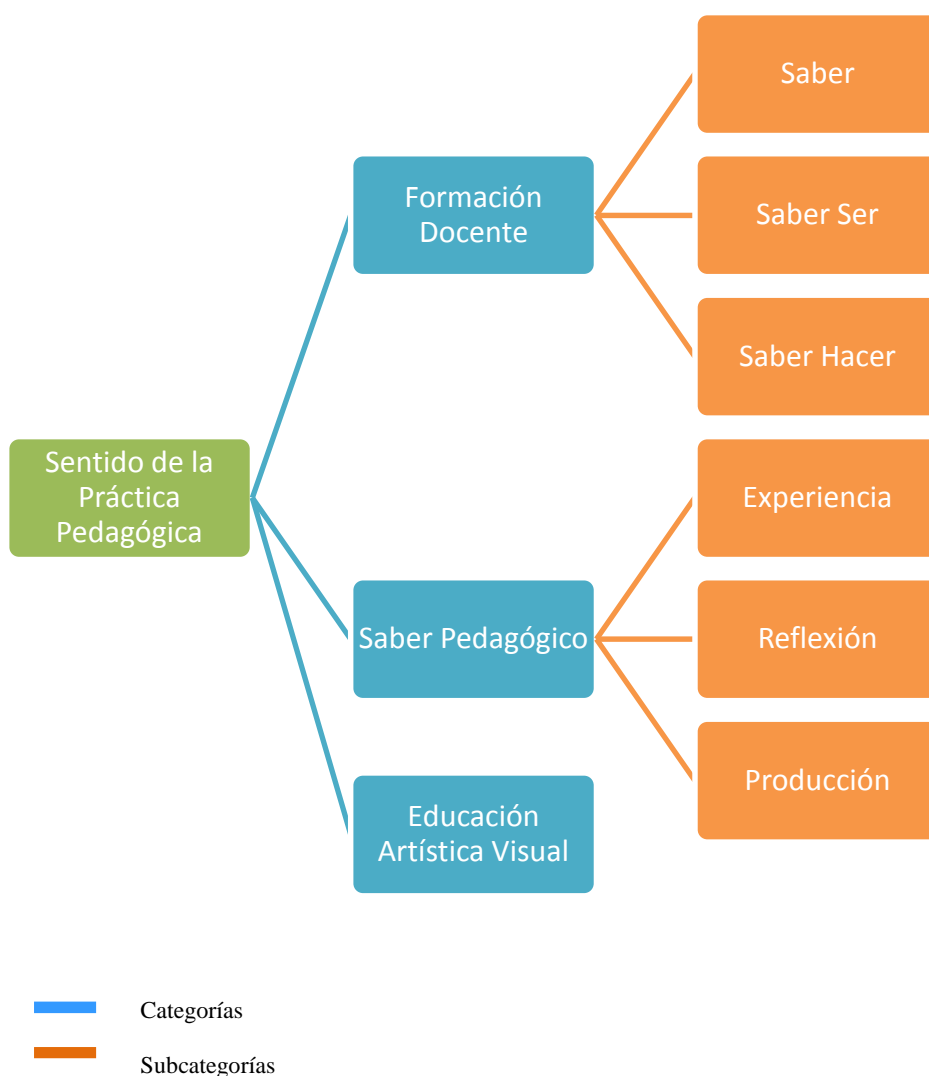 Saber
Formación
Docente
Saber Ser
Saber Hacer
Sentido de la
Práctica
Pedagógica
Experiencia
Saber Pedagógico
Reflexión
Producción
Educación
Artística Visual
Categorías
Subcategorías